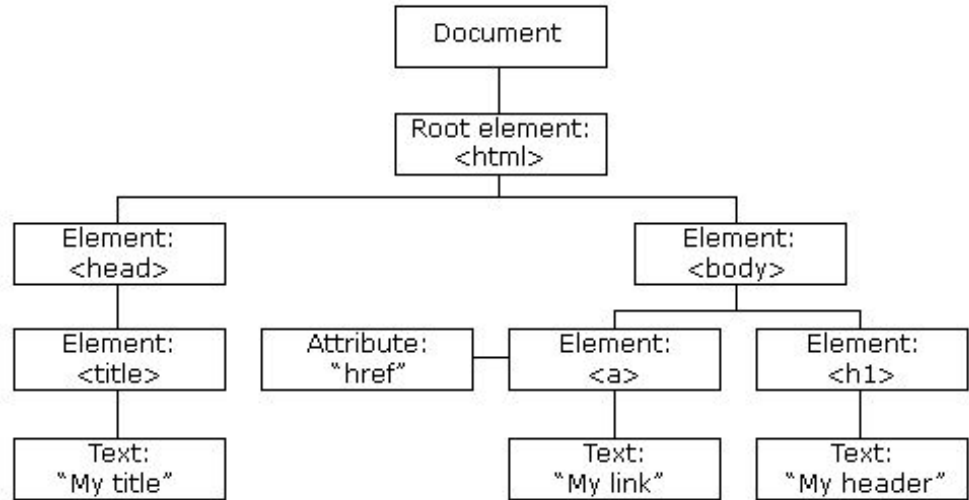 Document
Root element:
<html>
Element:
<head>
Element:
<body>
Element:
<title>
Attribute:
“href”
Element:
<a>
Element:
<h1>
Text:
“My title”
Text:
“My link”
Text:
“My header”